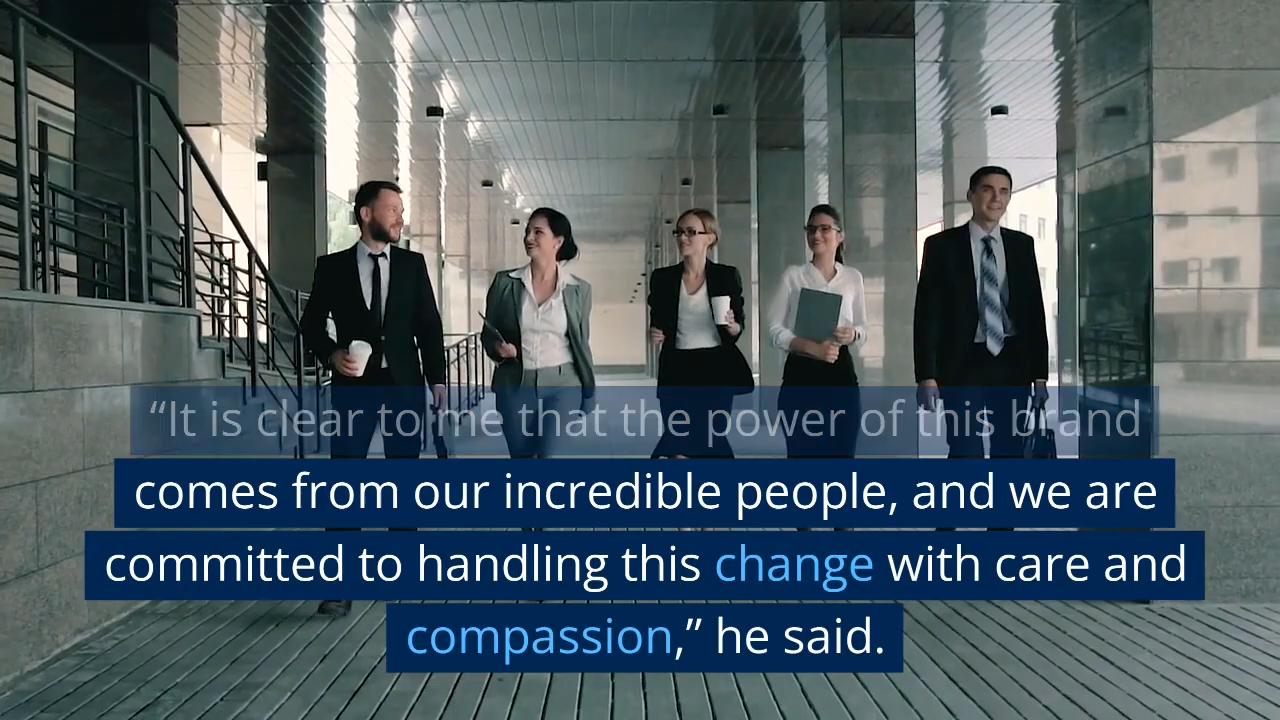 “It is clear to me that the power of this brand
comes from our incredible people, and we are
committed to handling this change with care and
compassion,” he said.